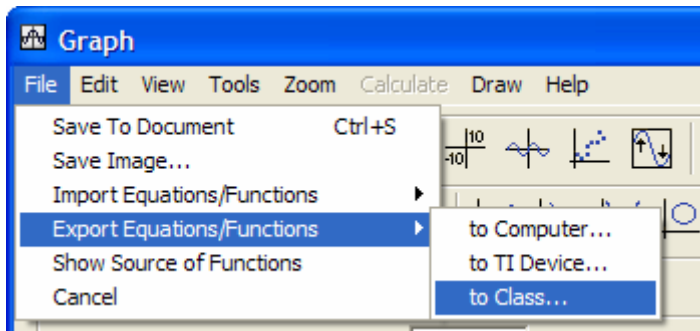 Graph
File Edit View Tools Zoom Calculate Draw Help
Save To Document Ctrl+S
Save Image...
Import Equations/Functions
Export Equations/Functions
Show Source of Functions
Cancel
10
-10
to Computer...
to TI Device...
to Class...